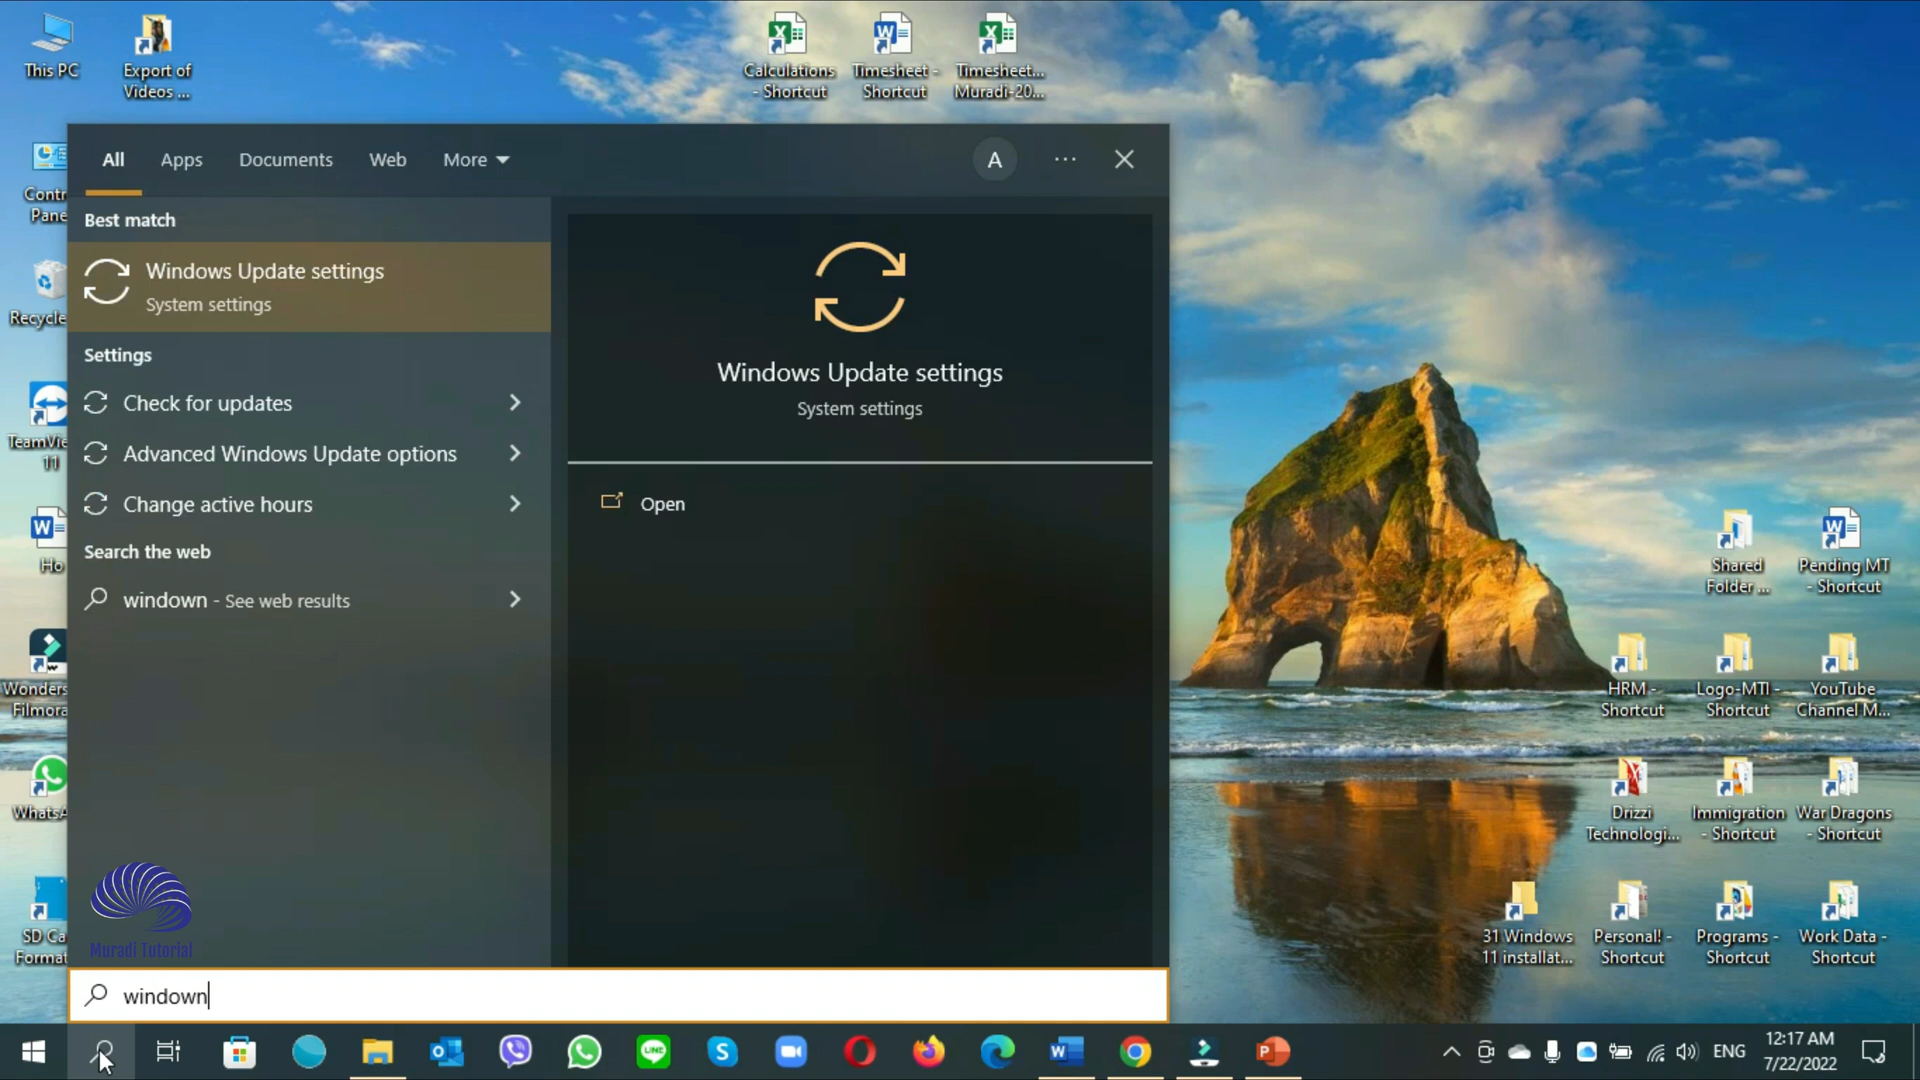 This PC
Export of
Videos ...
Calculations
- Shortcut
Timesheet -
Shortcut
Timesheet...
Muradi-20...
Contr
Pane
Recycle
TeamVie
11
Ho
Wonders
Filmora
WhatsA
SD Ca
Format
All
Apps
Documents
Web
More
A
Best match
Windows Update settings
System settings
Settings
Check for updates
Advanced Windows Update options
Change active hours
Search the web
windown - See web results
Windows Update settings
System settings
Open
Muradi Tutorial
windown
Shared
Folder ...
Pending MT
- Shortcut
HRM -
Shortcut
Logo-MTI -
Shortcut
YouTube
Channel M...
Drizzi
Technologi...
Immigration
- Shortcut
War Dragons
- Shortcut
31 Windows
11 installat...
Personal! -
Shortcut
Programs -
Shortcut
Work Data -
Shortcut
ENG
12:17 AM
7/22/2022